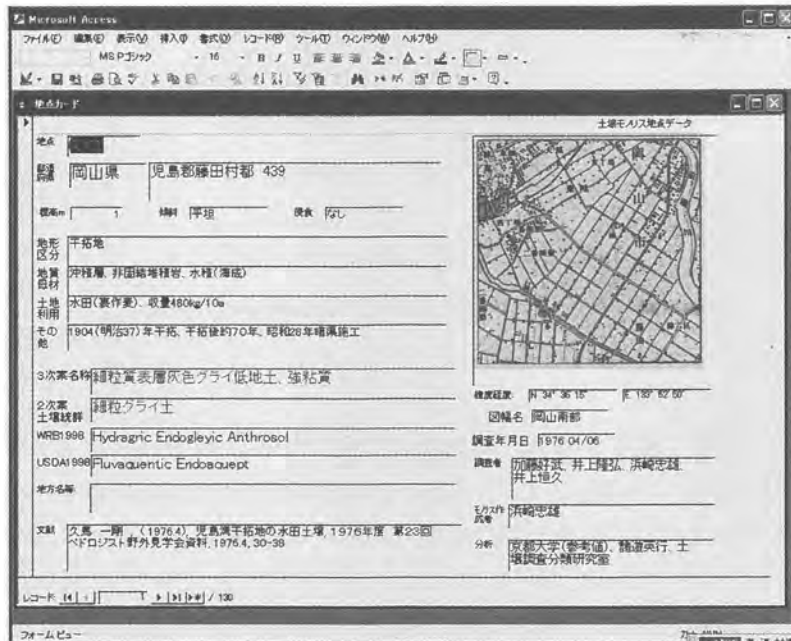 Microsoft Access
ファイル(F) 編集(E) 表示(V) 挿入(I) 書式(O) レコード(R) ツール(T) ウィンドウ(W) ヘルプ(H)
MS Pゴシック 16 B I U
地点カード
土壌モノリス地点データ
地点
都道府県 岡山県 児島郡藤田村都 439
標高m 1 傾斜 平坦 侵食 なし
地形区分 干拓地
地質母材 沖積層、非固結堆積岩、水積(海成)
土地利用 水田(裏作麦)、収量480kg/10a
その他 1904(明治37)年干拓、干拓後約70年、昭和28年暗渠施工
3次案名称 細粒質表層灰色グライ低地土、強粘質
2次案土壌統群 細粒グライ土
WRB1998 Hydragric Endogleyic Anthrosol
USDA1998 Fluvaquentic Endoaquept
地方名等
文献 久馬 一剛 , (1976.4), 児島湾干拓地の水田土壌, 1976年度 第23回
ペドロジスト野外見学会資料, 1976.4, 30-38
緯度経度 N 34° 36' 15" E 133° 52' 50"
図幅名 岡山南部
調査年月日 1976/04/06
調査者 加藤好武、井上隆弘、浜崎忠雄、
井上恒久
モノリス作成者 浜崎忠雄
分析 京都大学(参考値)、諸遊英行、土
壌調査分類研究室
レコード: 1 / 130
フォーム ビュー